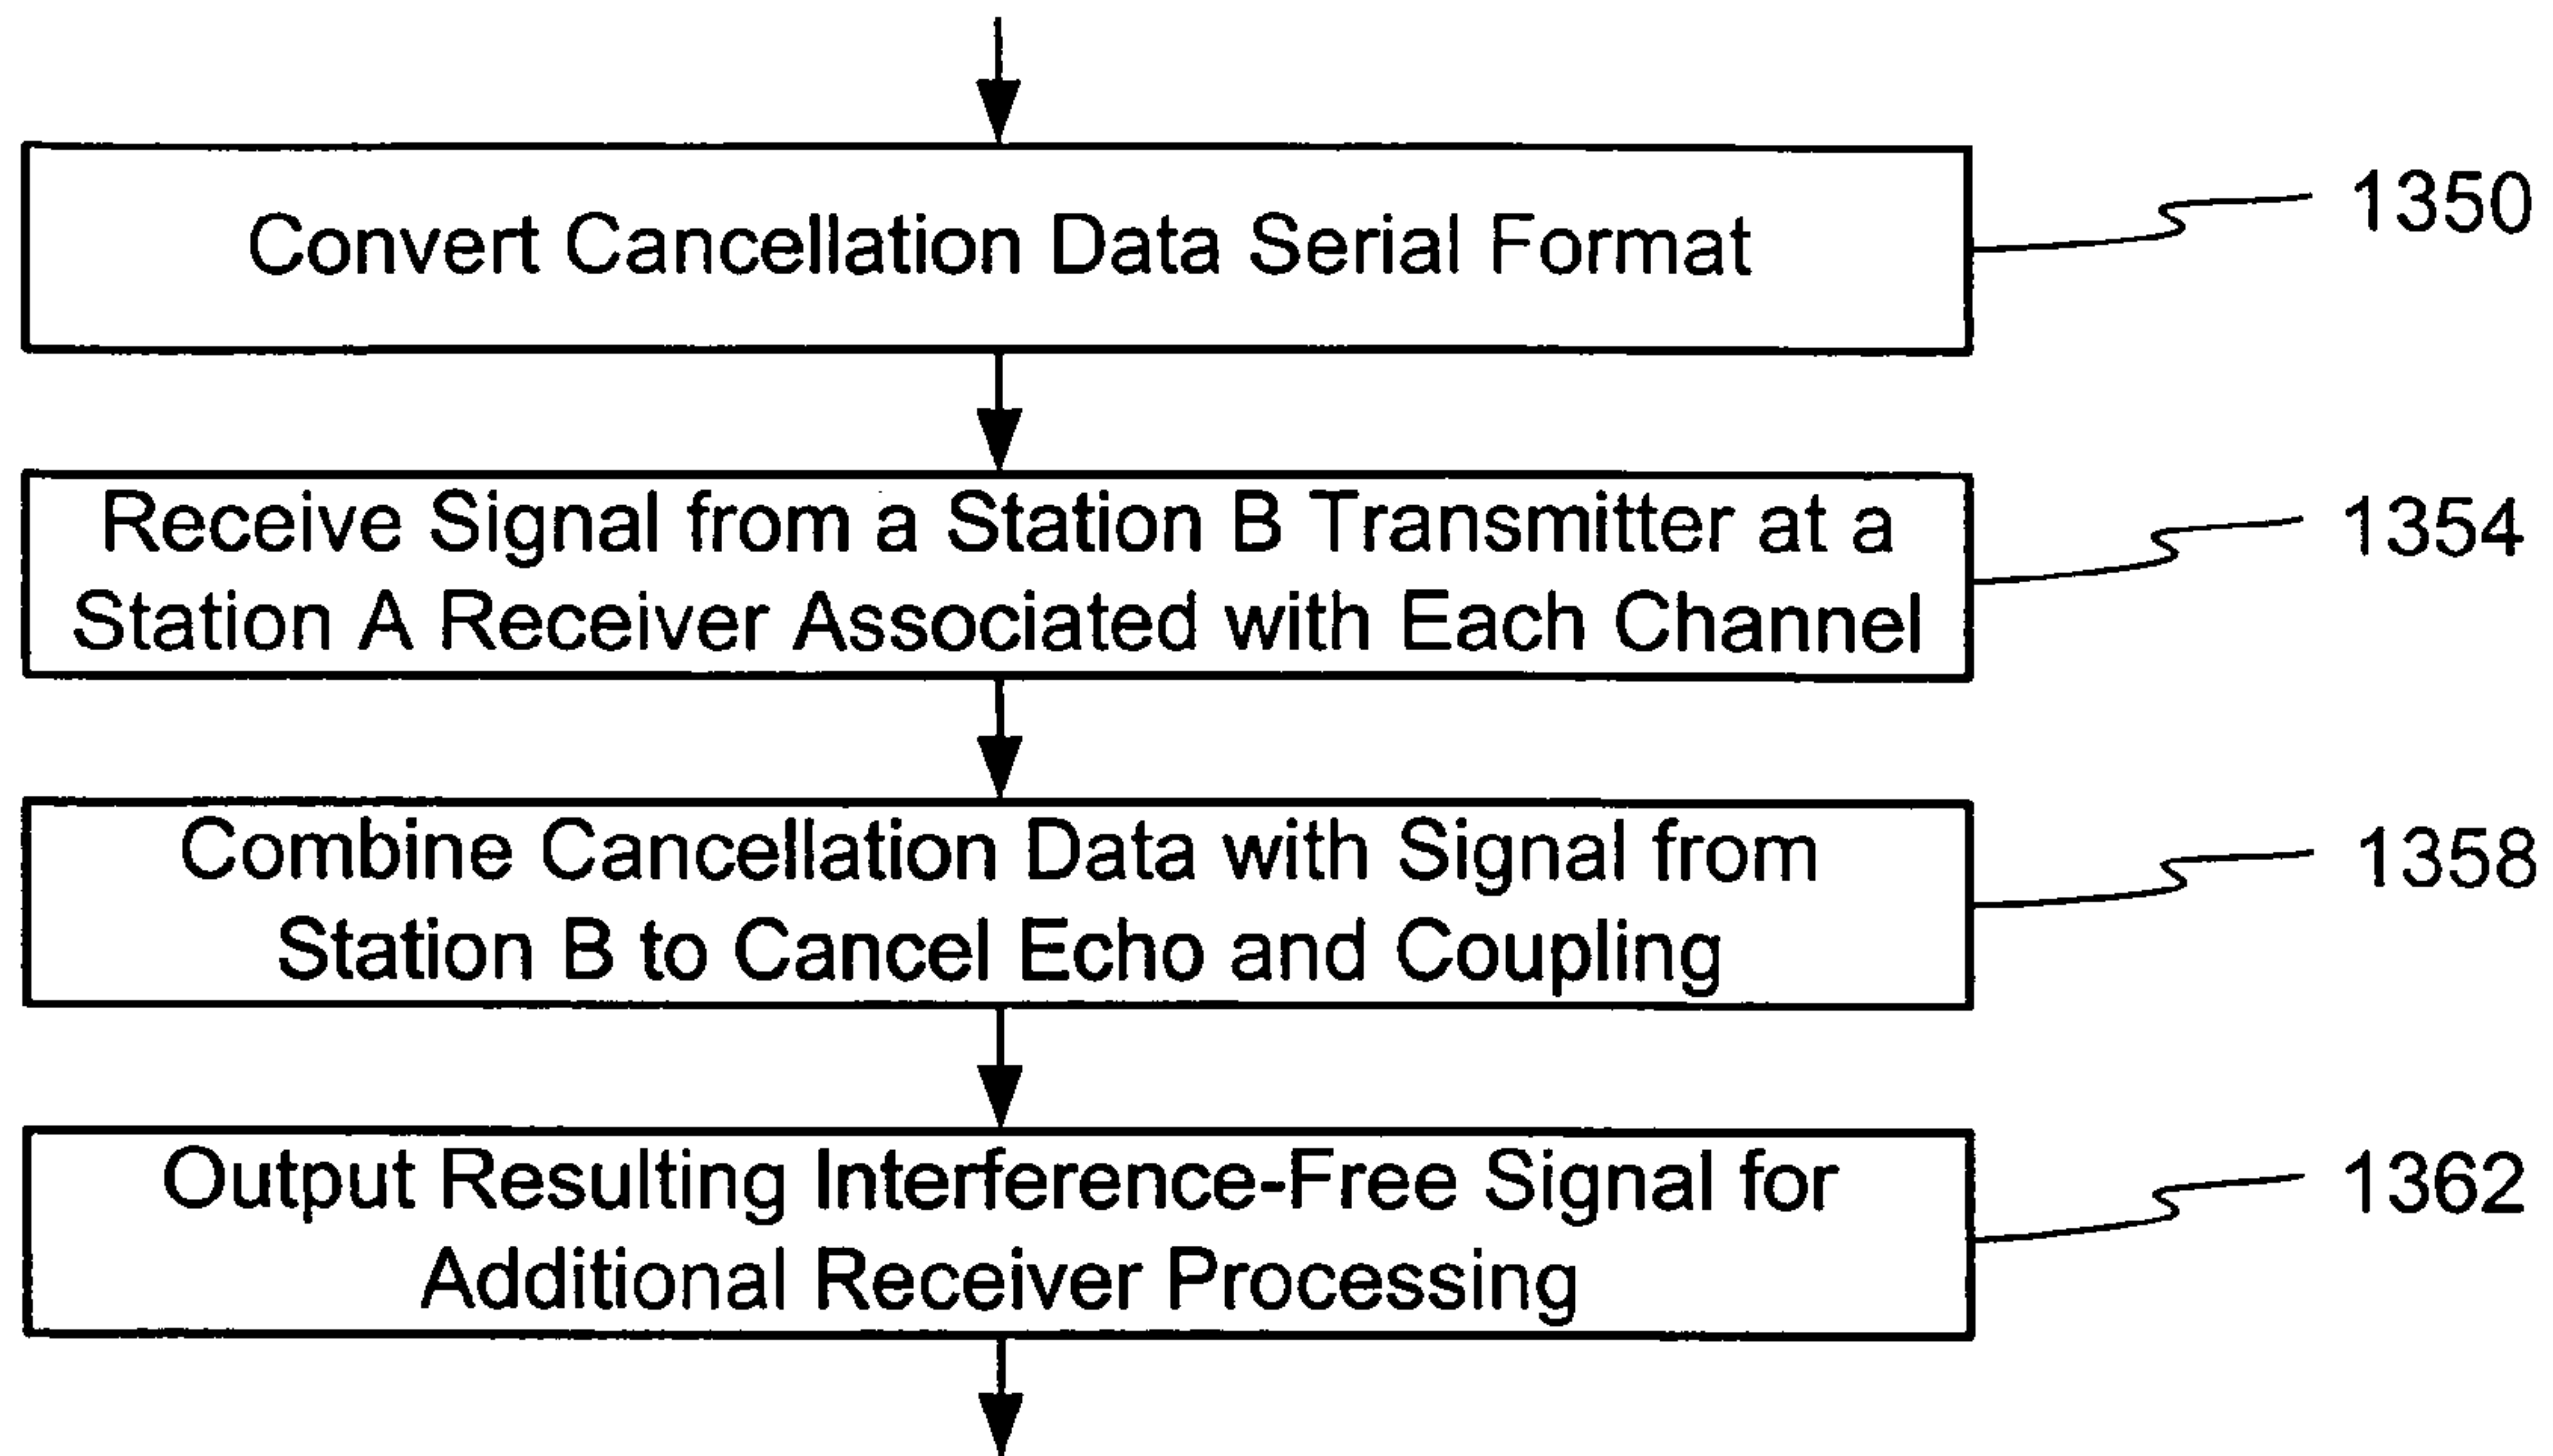 Convert Cancellation Data Serial Format
1350
Receive Signal from a Station B Transmitter at a
Station A Receiver Associated with Each Channel
1354
Combine Cancellation Data with Signal from
Station B to Cancel Echo and Coupling
1358
Output Resulting Interference-Free Signal for
Additional Receiver Processing
1362